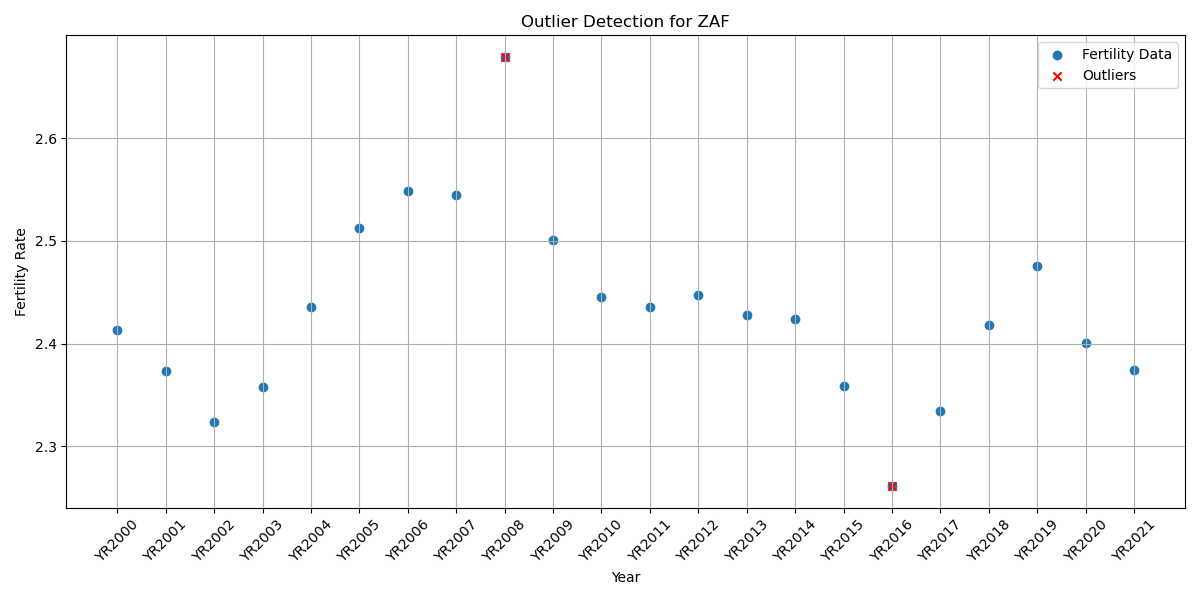 Outlier Detection for ZAF
Fertility Data
Outliers
Fertility Rate
2.6
2.5
2.4
2.3
YR2000
YR2001
YR2002
YR2003
YR2004
YR2005
YR2006
YR2007
YR2008
YR2009
YR2010
YR2011
YR2012
YR2013
YR2014
YR2015
YR2016
YR2017
YR2018
YR2019
YR2020
YR2021
Year